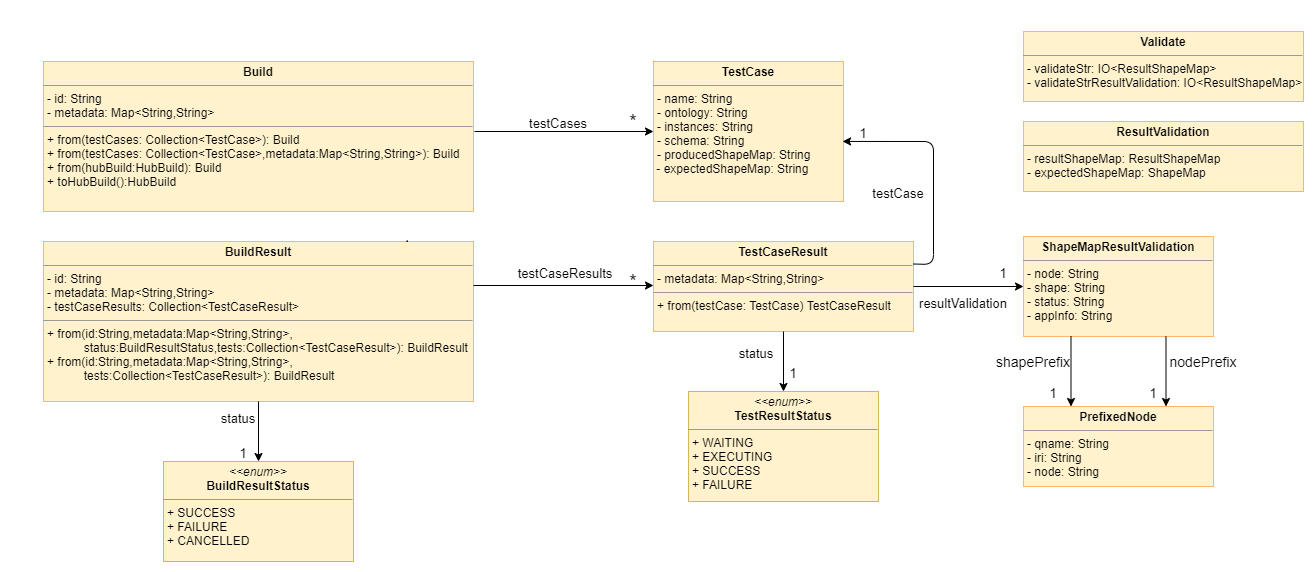 Build
- id: String
- metadata: Map<String,String>
+ from(testCases: Collection<TestCase>): Build
+ from(testCases: Collection<TestCase>,metadata:Map<String,String>): Build
+ from(hubBuild:HubBuild): Build
+ toHubBuild():HubBuild
testCases
*
TestCase
- name: String
- ontology: String
- instances: String
- schema: String
- producedShapeMap: String
- expectedShapeMap: String
Validate
- validateStr: IO<ResultShapeMap>
- validateStrResultValidation: IO<ResultShapeMap>
ResultValidation
- resultShapeMap: ResultShapeMap
- expectedShapeMap: ShapeMap
1
testCase
BuildResult
- id: String
- metadata: Map<String,String>
- testCaseResults: Collection<TestCaseResult>
+ from(id:String,metadata:Map<String,String>,
status:BuildResultStatus,tests:Collection<TestCaseResult>): BuildResult
+ from(id:String,metadata:Map<String,String>,
tests:Collection<TestCaseResult>): BuildResult
testCaseResults
*
TestCaseResult
- metadata: Map<String,String>
+ from(testCase: TestCase) TestCaseResult
1
resultValidation
ShapeMapResultValidation
- node: String
- shape: String
- status: String
- appInfo: String
status
1
<<enum>>
BuildResultStatus
+ SUCCESS
+ FAILURE
+ CANCELLED
status
1
<<enum>>
TestResultStatus
+ WAITING
+ EXECUTING
+ SUCCESS
+ FAILURE
shapePrefix
1
nodePrefix
1
PrefixedNode
- qname: String
- iri: String
- node: String